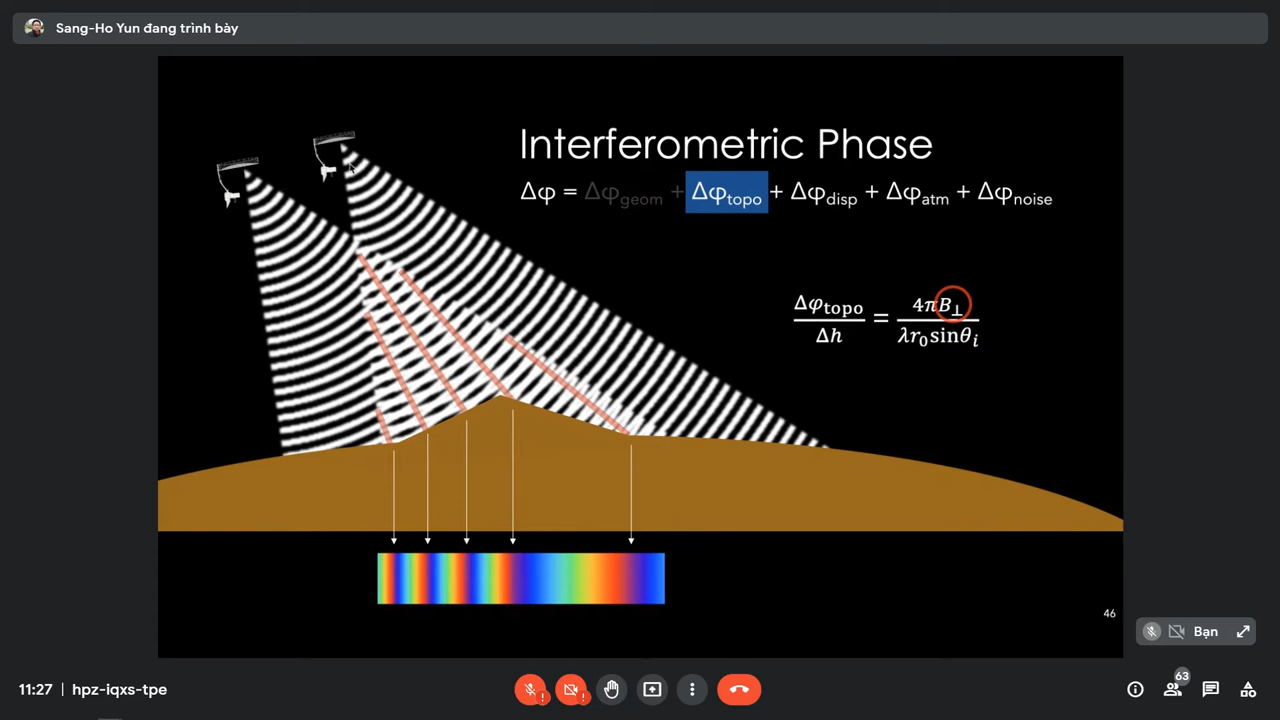 Sang-Ho Yun đang trình bày
Interferometric Phase
Δφ = Δφgeom + Δφtopo + Δφdisp + Δφatm + Δφnoise
Δφtopo / Δh = 4πB⊥ / λr₀sinθᵢ
46
Bạn
11:27 | hpz-iqxs-tpe
63